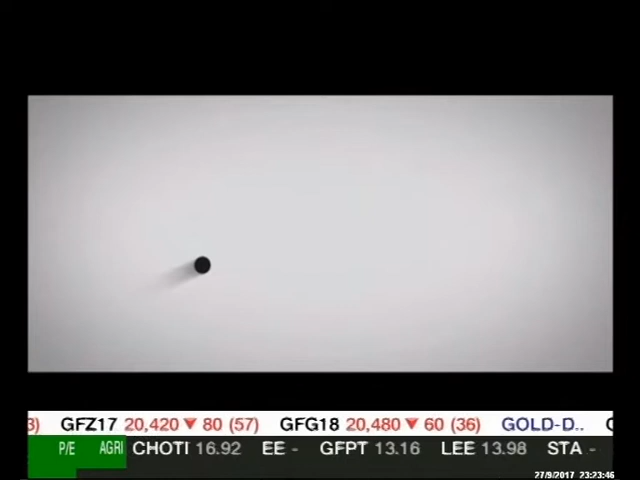 3) GFZ17 20,420 ▼ 80 (57) GFG18 20,480 ▼ 60 (36) GOLD-D..
P/E AGRI CHOTI 16.92 EE - GFPT 13.16 LEE 13.98 STA -
27/9/2017 23:23:46